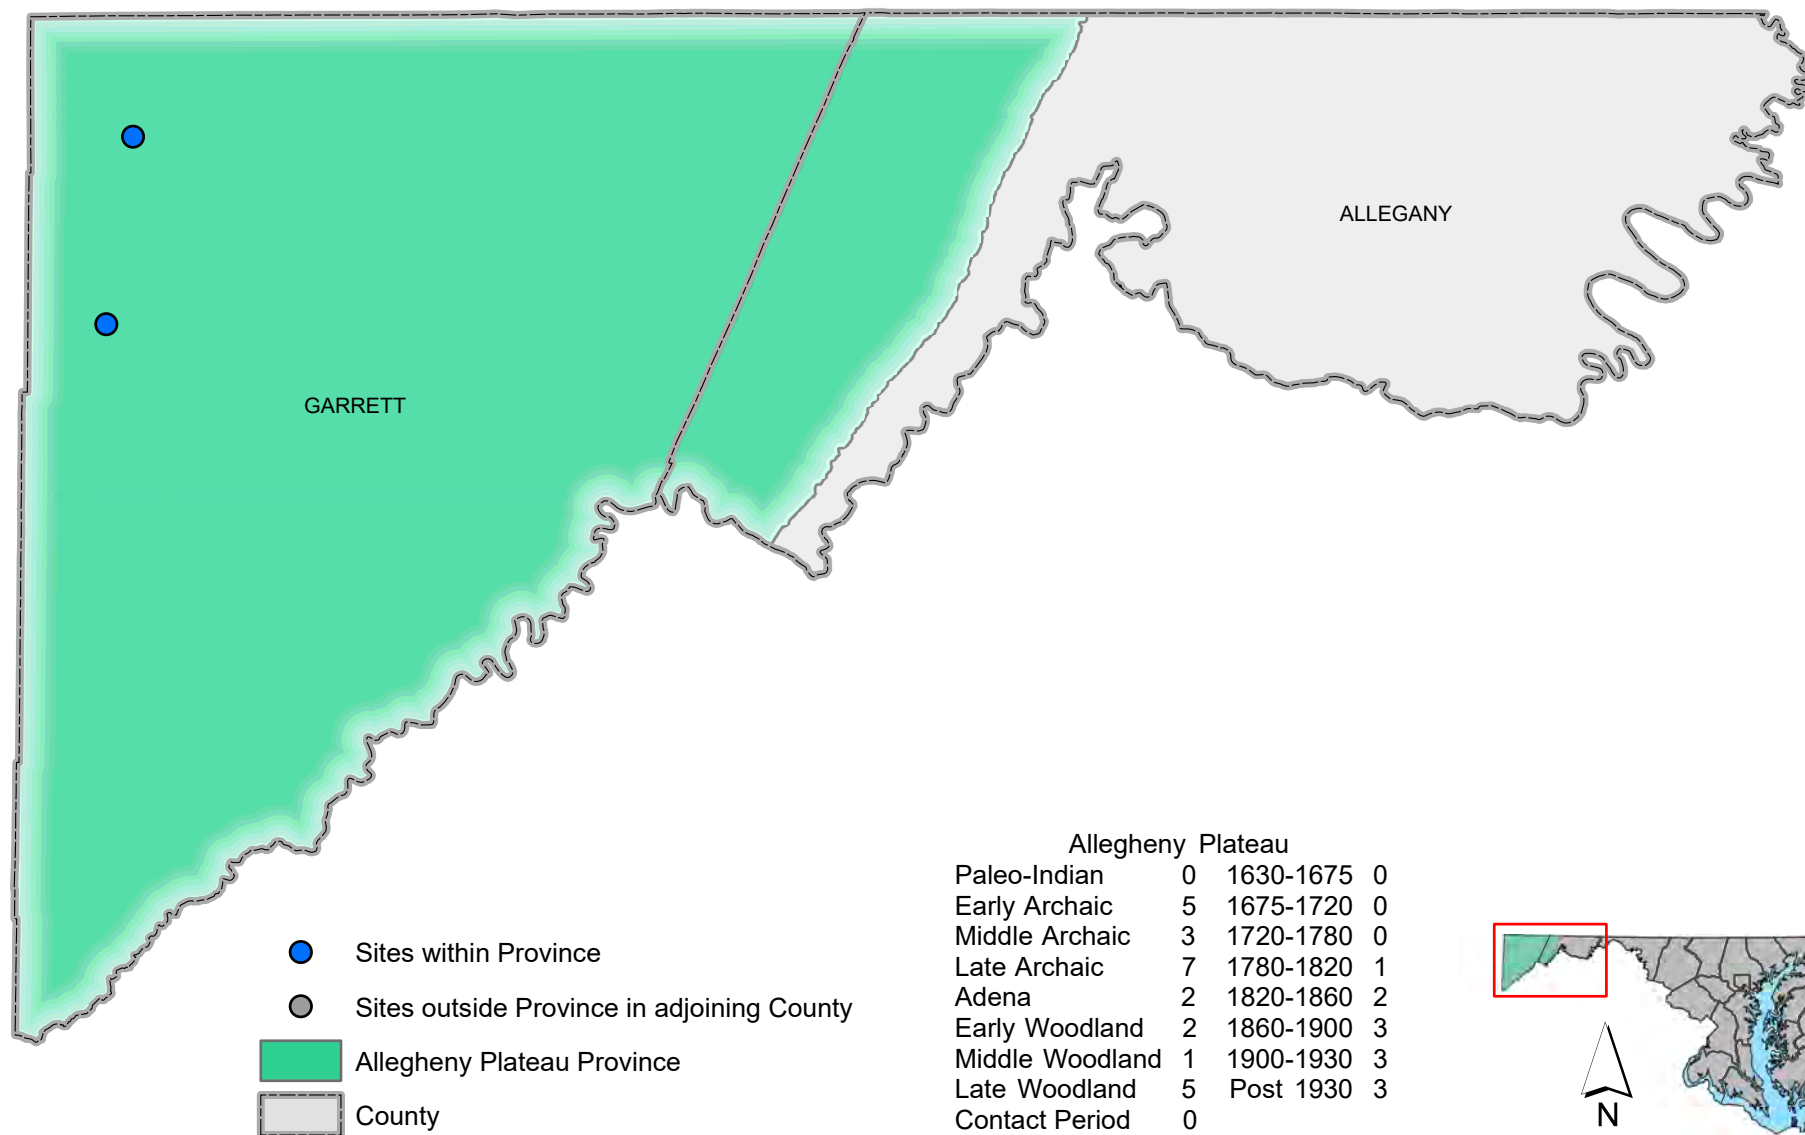 ALLEGANY
GARRETT
Allegheny Plateau
Paleo-Indian 0 1630-1675 0
Early Archaic 5 1675-1720 0
Middle Archaic 3 1720-1780 0
Late Archaic 7 1780-1820 1
Adena 2 1820-1860 2
Early Woodland 2 1860-1900 3
Middle Woodland 1 1900-1930 3
Late Woodland 5 Post 1930 3
Contact Period 0
Sites within Province
Sites outside Province in adjoining County
Allegheny Plateau Province
County
N